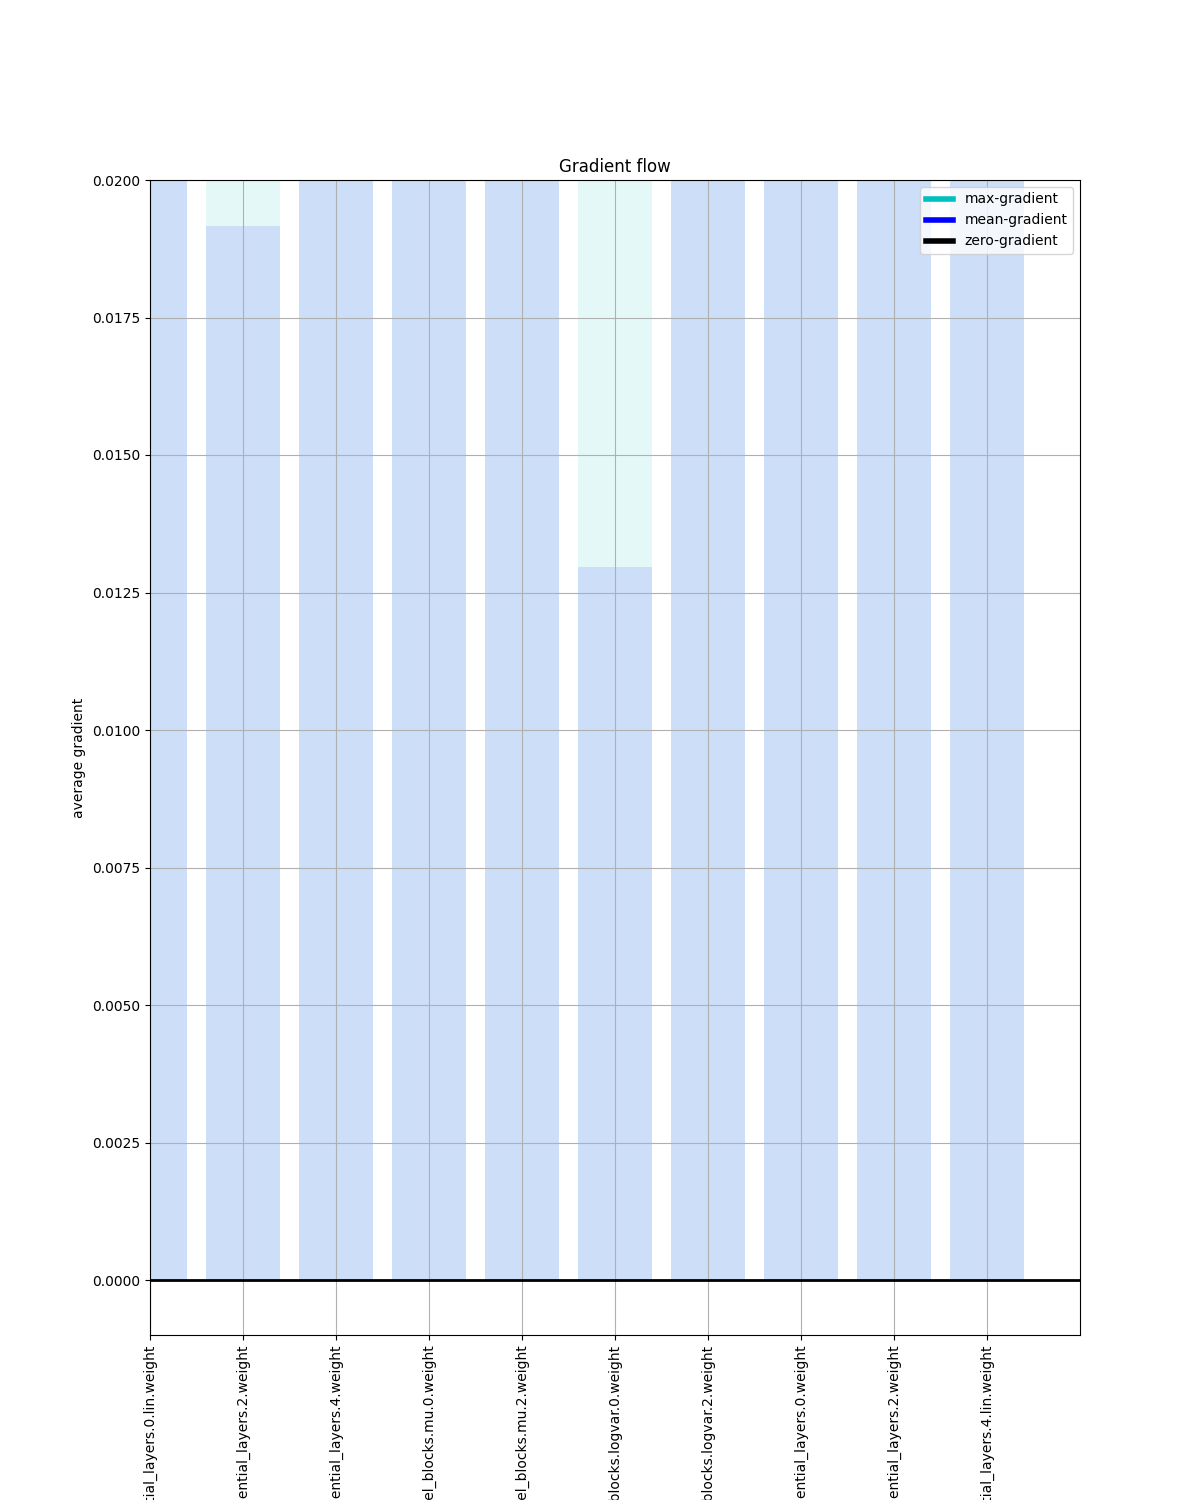 Gradient flow
max-gradient
mean-gradient
zero-gradient
0.0200
0.0175
0.0150
0.0125
0.0100
0.0075
0.0050
0.0025
0.0000
average gradient
tial_layers.0.lin.weight
ential_layers.2.weight
ential_layers.4.weight
el_blocks.mu.0.weight
el_blocks.mu.2.weight
blocks.logvar.0.weight
blocks.logvar.2.weight
ential_layers.0.weight
ential_layers.2.weight
tial_layers.4.lin.weight